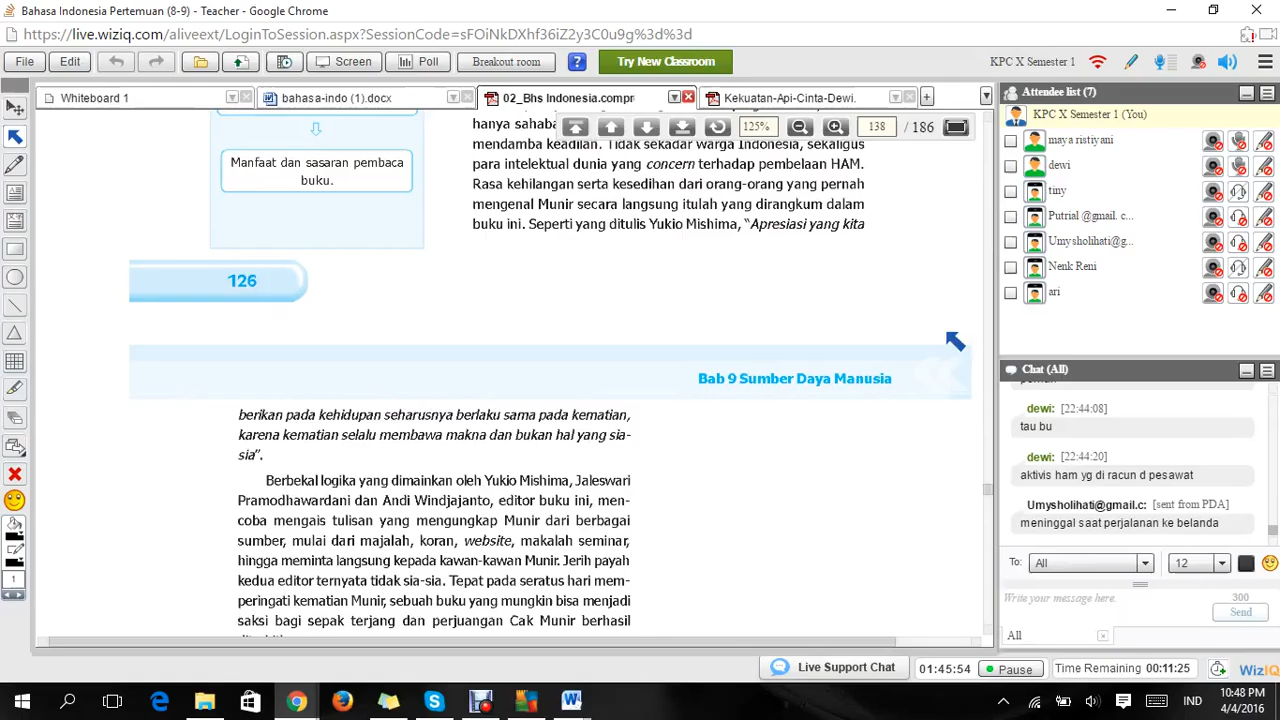 Bahasa Indonesia Pertemuan (8-9) - Teacher - Google Chrome
https://live.wiziq.com/aliveext/LoginToSession.aspx?SessionCode=sFOiNkDXhf36iZ2y3C0u9g%3d%3d
File Edit Screen Poll Breakout room ? Try New Classroom KPC X Semester 1
Whiteboard 1 bahasa-indo (1).docx 02_Bhs Indonesia.compre Kekuatan-Api-Cinta-Dewi.
125% 138 / 186
Manfaat dan sasaran pembaca
buku.
hanya sahaba
mendamba keadilan. Tidak sekadar warga Indonesia, sekaligus
para intelektual dunia yang concern terhadap pembelaan HAM.
Rasa kehilangan serta kesedihan dari orang-orang yang pernah
mengenal Munir secara langsung itulah yang dirangkum dalam
buku ini. Seperti yang ditulis Yukio Mishima, “Apresiasi yang kita
126
Bab 9 Sumber Daya Manusia
berikan pada kehidupan seharusnya berlaku sama pada kematian,
karena kematian selalu membawa makna dan bukan hal yang sia-
sia”.
Berbekal logika yang dimainkan oleh Yukio Mishima, Jaleswari
Pramodhawardani dan Andi Windjajanto, editor buku ini, men-
coba mengais tulisan yang mengungkap Munir dari berbagai
sumber, mulai dari majalah, koran, website, makalah seminar,
hingga meminta langsung kepada kawan-kawan Munir. Jerih payah
kedua editor ternyata tidak sia-sia. Tepat pada seratus hari mem-
peringati kematian Munir, sebuah buku yang mungkin bisa menjadi
saksi bagi sepak terjang dan perjuangan Cak Munir berhasil
1
Attendee list (7)
KPC X Semester 1 (You)
maya ristiyani
dewi
tiny
Putrial @gmail. c...
Umysholihati@g...
Nenk Reni
ari
Chat (All)
dewi: [22:44:08]
tau bu
dewi: [22:44:20]
aktivis ham yg di racun d pesawat
Umysholihati@gmail.c: [sent from PDA]
meninggal saat perjalanan ke belanda
To: All 12
Write your message here. 300
Send
All
Live Support Chat 01:45:54 Pause Time Remaining 00:11:25 WizIQ
IND 10:48 PM
4/4/2016